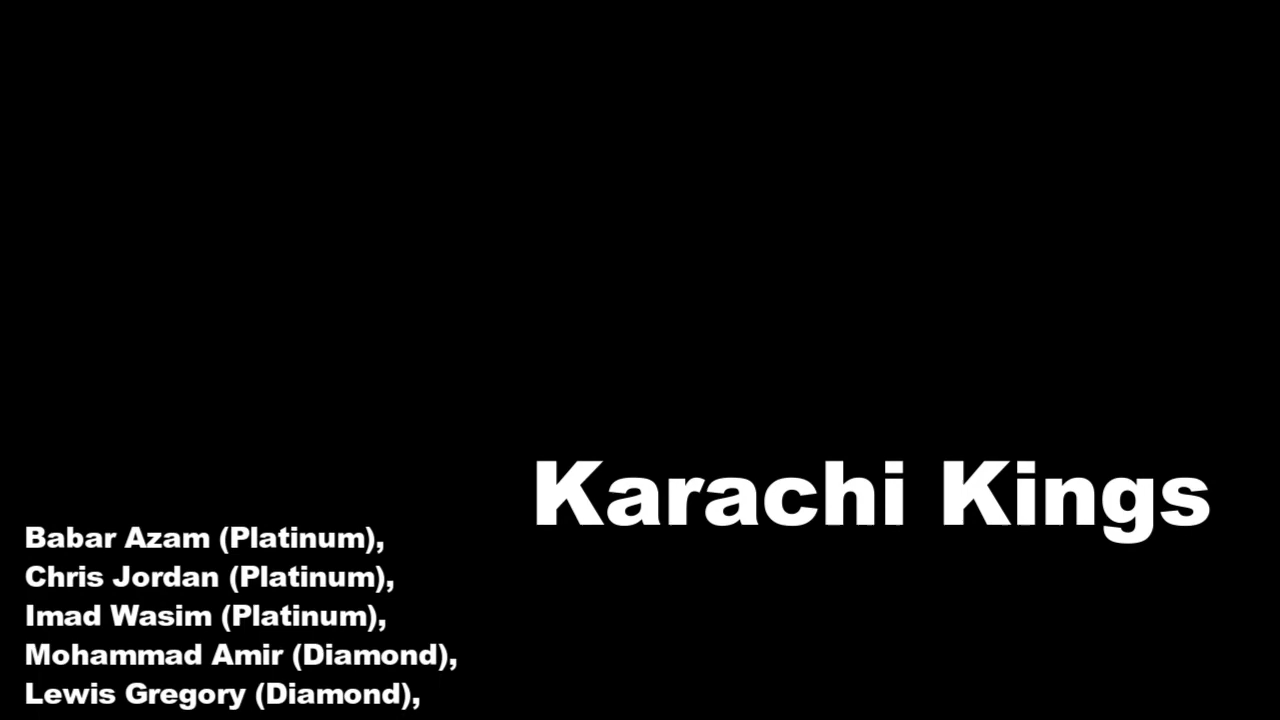 Karachi Kings
Babar Azam (Platinum),
Chris Jordan (Platinum),
Imad Wasim (Platinum),
Mohammad Amir (Diamond),
Lewis Gregory (Diamond),